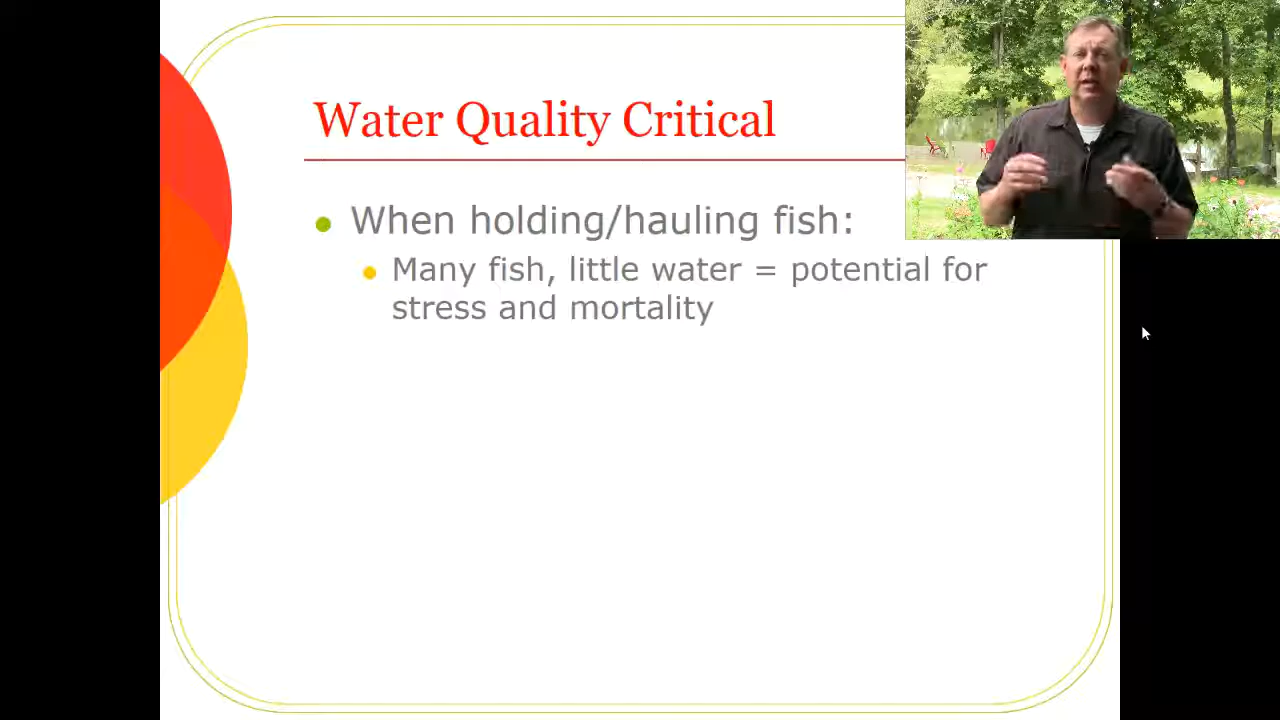 Water Quality Critical
When holding/hauling fish:
Many fish, little water = potential for
stress and mortality